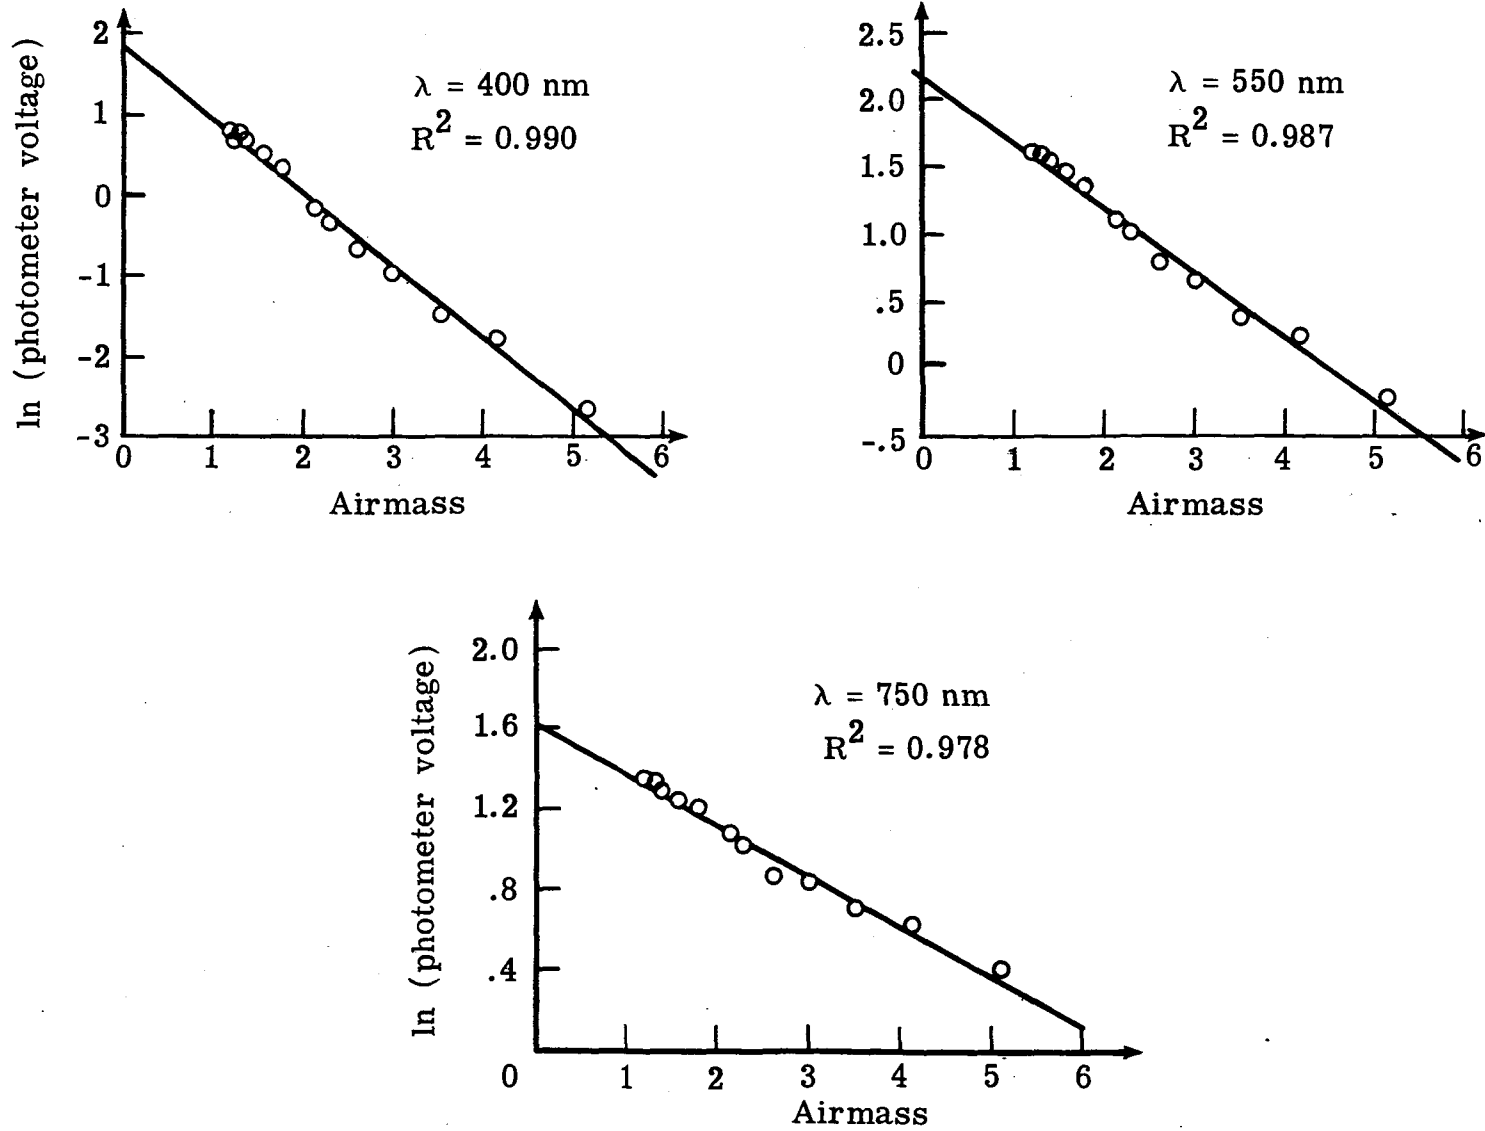 ln (photometer voltage)
2
1
0
-1
-2
-3
λ = 400 nm
R² = 0.990
0 1 2 3 4 5 6
Airmass
2.5
2.0
1.5
1.0
.5
0
-.5
λ = 550 nm
R² = 0.987
0 1 2 3 4 5 6
Airmass
ln (photometer voltage)
2.0
1.6
1.2
.8
.4
λ = 750 nm
R² = 0.978
0 1 2 3 4 5 6
Airmass